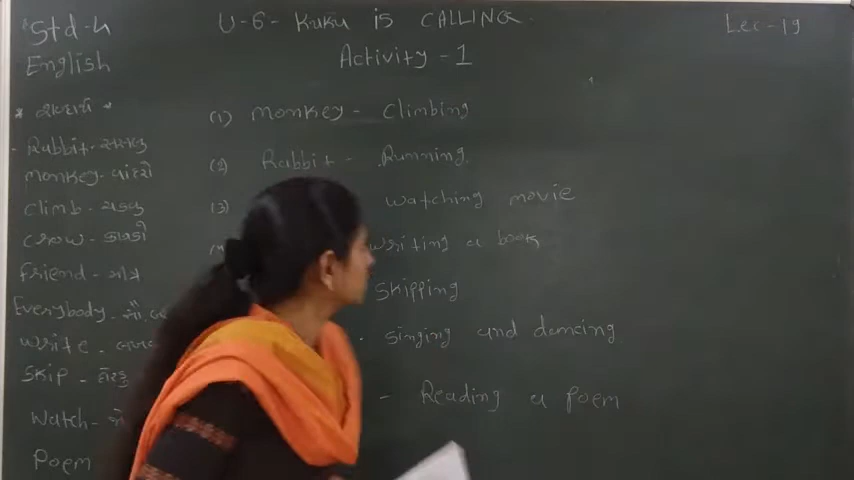 Std-4
U-6- KUKU is CALLING
Lec-19
English
Activity - 1
* શબ્દાર્થ *
- Rabbit - સસલું
Monkey - વાંદરો
climb - ચડવું
Crow - કાગડો
friend - મિત્ર
Everybody -
write -
Skip -
Watch -
Poem
(1) Monkey - Climbing
(2) Rabbit - Running
(3) watching movie
writing a book
skipping
singing and dancing
- Reading a poem